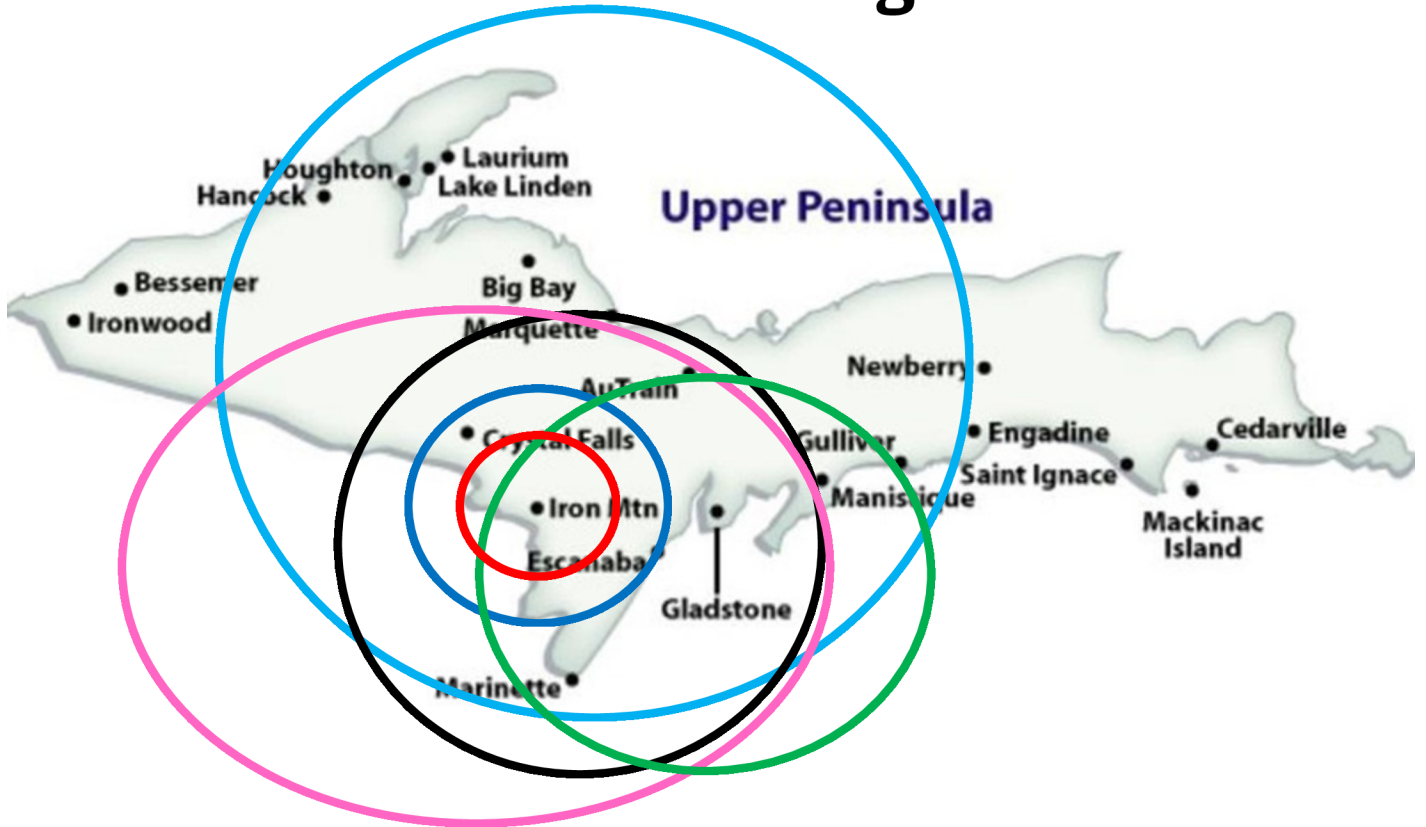 g
Laurium
Houghton
Lake Linden
Hancock
Upper Peninsula
Bessemer
Big Bay
Ironwood
Marquette
Newberry
AuTrain
Crystal Falls
Gulliver
Engadine
Cedarville
Saint Ignace
Manistique
Iron Mtn
Mackinac
Island
Escanaba
Gladstone
Marinette